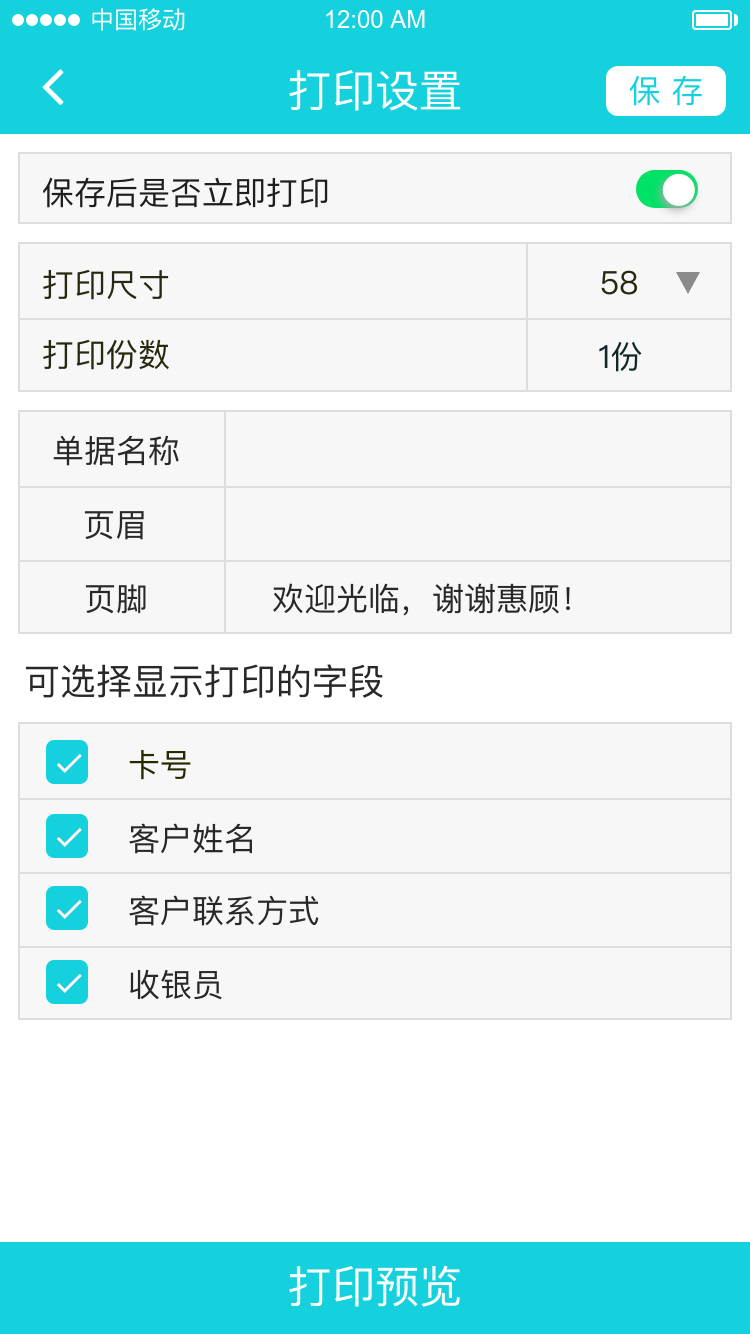 中国移动 12:00 AM
打印设置 保 存
保存后是否立即打印
打印尺寸 58
打印份数 1份
单据名称
页眉
页脚 欢迎光临，谢谢惠顾！
可选择显示打印的字段
卡号
客户姓名
客户联系方式
收银员
打印预览